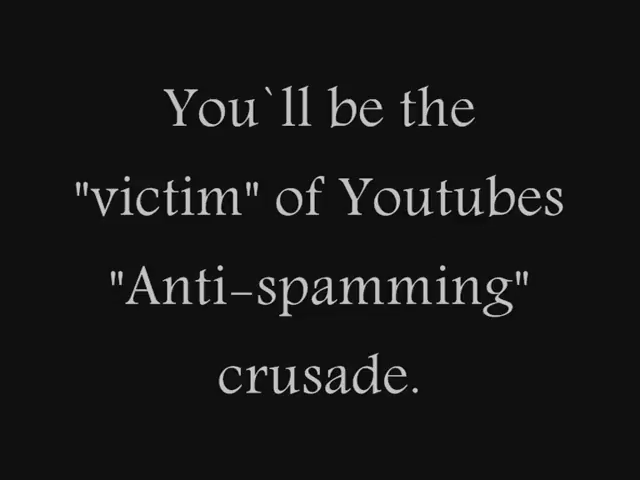 You`ll be the
"victim" of Youtubes
"Anti-spamming"
crusade.